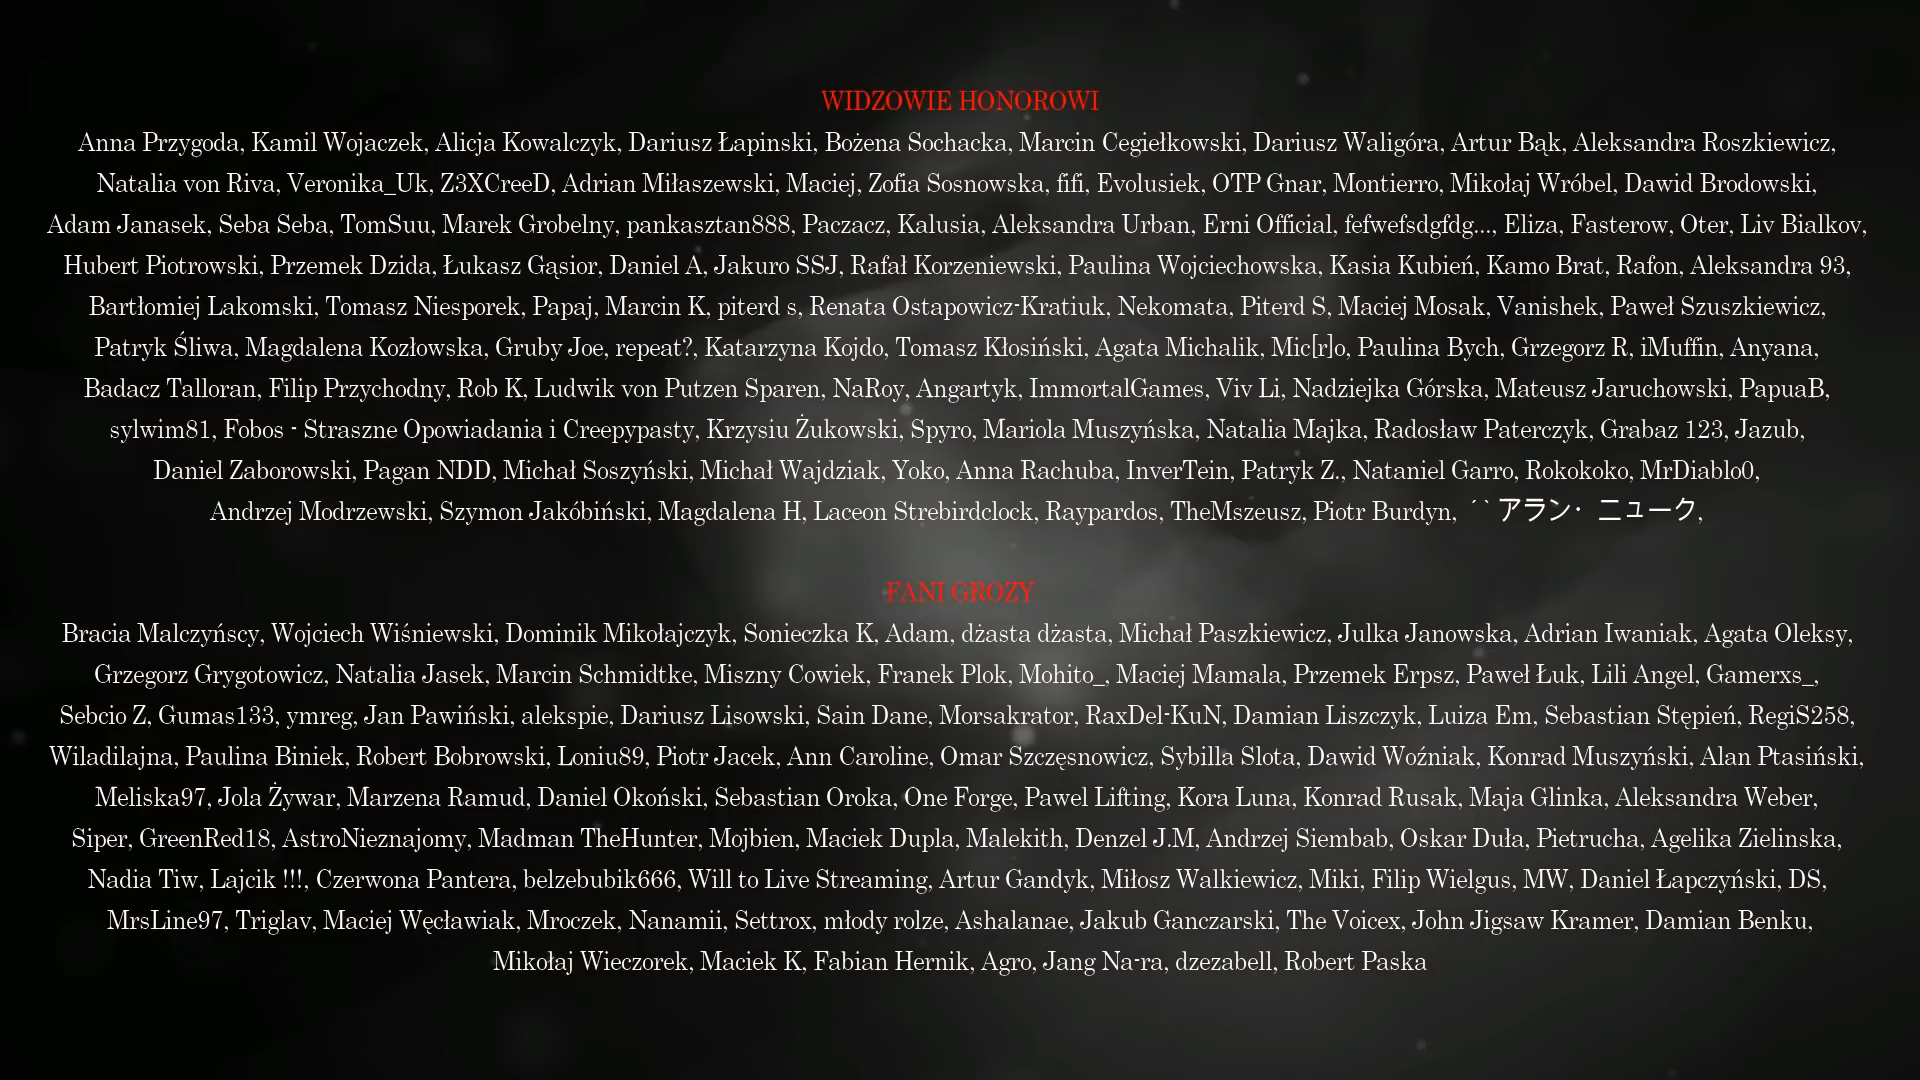 WIDZOWIE HONOROWI
Anna Przygoda, Kamil Wojaczek, Alicja Kowalczyk, Dariusz Łapinski, Bożena Sochacka, Marcin Cegiełkowski, Dariusz Waligóra, Artur Bąk, Aleksandra Roszkiewicz,
Natalia von Riva, Veronika_Uk, Z3XCreeD, Adrian Miłaszewski, Maciej, Zofia Sosnowska, fifi, Evolusiek, OTP Gnar, Montierro, Mikołaj Wróbel, Dawid Brodowski,
Adam Janasek, Seba Seba, TomSuu, Marek Grobelny, pankasztan888, Paczacz, Kalusia, Aleksandra Urban, Erni Official, fefwefsdgfdg..., Eliza, Fasterow, Oter, Liv Bialkov,
Hubert Piotrowski, Przemek Dzida, Łukasz Gąsior, Daniel A, Jakuro SSJ, Rafał Korzeniewski, Paulina Wojciechowska, Kasia Kubień, Kamo Brat, Rafon, Aleksandra 93,
Bartłomiej Lakomski, Tomasz Niesporek, Papaj, Marcin K, piterd s, Renata Ostapowicz-Kratiuk, Nekomata, Piterd S, Maciej Mosak, Vanishek, Paweł Szuszkiewicz,
Patryk Śliwa, Magdalena Kozłowska, Gruby Joe, repeat?, Katarzyna Kojdo, Tomasz Kłosiński, Agata Michalik, Mic[r]o, Paulina Bych, Grzegorz R, iMuffin, Anyana,
Badacz Talloran, Filip Przychodny, Rob K, Ludwik von Putzen Sparen, NaRoy, Angartyk, ImmortalGames, Viv Li, Nadziejka Górska, Mateusz Jaruchowski, PapuaB,
sylwim81, Fobos - Straszne Opowiadania i Creepypasty, Krzysiu Żukowski, Spyro, Mariola Muszyńska, Natalia Majka, Radosław Paterczyk, Grabaz 123, Jazub,
Daniel Zaborowski, Pagan NDD, Michał Soszyński, Michał Wajdziak, Yoko, Anna Rachuba, InverTein, Patryk Z., Nataniel Garro, Rokokoko, MrDiablo0,
Andrzej Modrzewski, Szymon Jakóbiński, Magdalena H, Laceon Strebirdclock, Raypardos, TheMszeusz, Piotr Burdyn, ´` アラン・ニューク,
FANI GROZY
Bracia Malczyńscy, Wojciech Wiśniewski, Dominik Mikołajczyk, Sonieczka K, Adam, dżasta dżasta, Michał Paszkiewicz, Julka Janowska, Adrian Iwaniak, Agata Oleksy,
Grzegorz Grygotowicz, Natalia Jasek, Marcin Schmidtke, Miszny Cowiek, Franek Plok, Mohito_, Maciej Mamala, Przemek Erpsz, Paweł Łuk, Lili Angel, Gamerxs_,
Sebcio Z, Gumas133, ymreg, Jan Pawiński, alekspie, Dariusz Lisowski, Sain Dane, Morsakrator, RaxDel-KuN, Damian Liszczyk, Luiza Em, Sebastian Stępień, RegiS258,
Wiladilajna, Paulina Biniek, Robert Bobrowski, Loniu89, Piotr Jacek, Ann Caroline, Omar Szczęsnowicz, Sybilla Slota, Dawid Woźniak, Konrad Muszyński, Alan Ptasiński,
Meliska97, Jola Żywar, Marzena Ramud, Daniel Okoński, Sebastian Oroka, One Forge, Pawel Lifting, Kora Luna, Konrad Rusak, Maja Glinka, Aleksandra Weber,
Siper, GreenRed18, AstroNieznajomy, Madman TheHunter, Mojbien, Maciek Dupla, Malekith, Denzel J.M, Andrzej Siembab, Oskar Duła, Pietrucha, Agelika Zielinska,
Nadia Tiw, Lajcik !!!, Czerwona Pantera, belzebubik666, Will to Live Streaming, Artur Gandyk, Miłosz Walkiewicz, Miki, Filip Wielgus, MW, Daniel Łapczyński, DS,
MrsLine97, Triglav, Maciej Węcławiak, Mroczek, Nanamii, Settrox, młody rolze, Ashalanae, Jakub Ganczarski, The Voicex, John Jigsaw Kramer, Damian Benku,
Mikołaj Wieczorek, Maciek K, Fabian Hernik, Agro, Jang Na-ra, dzezabell, Robert Paska